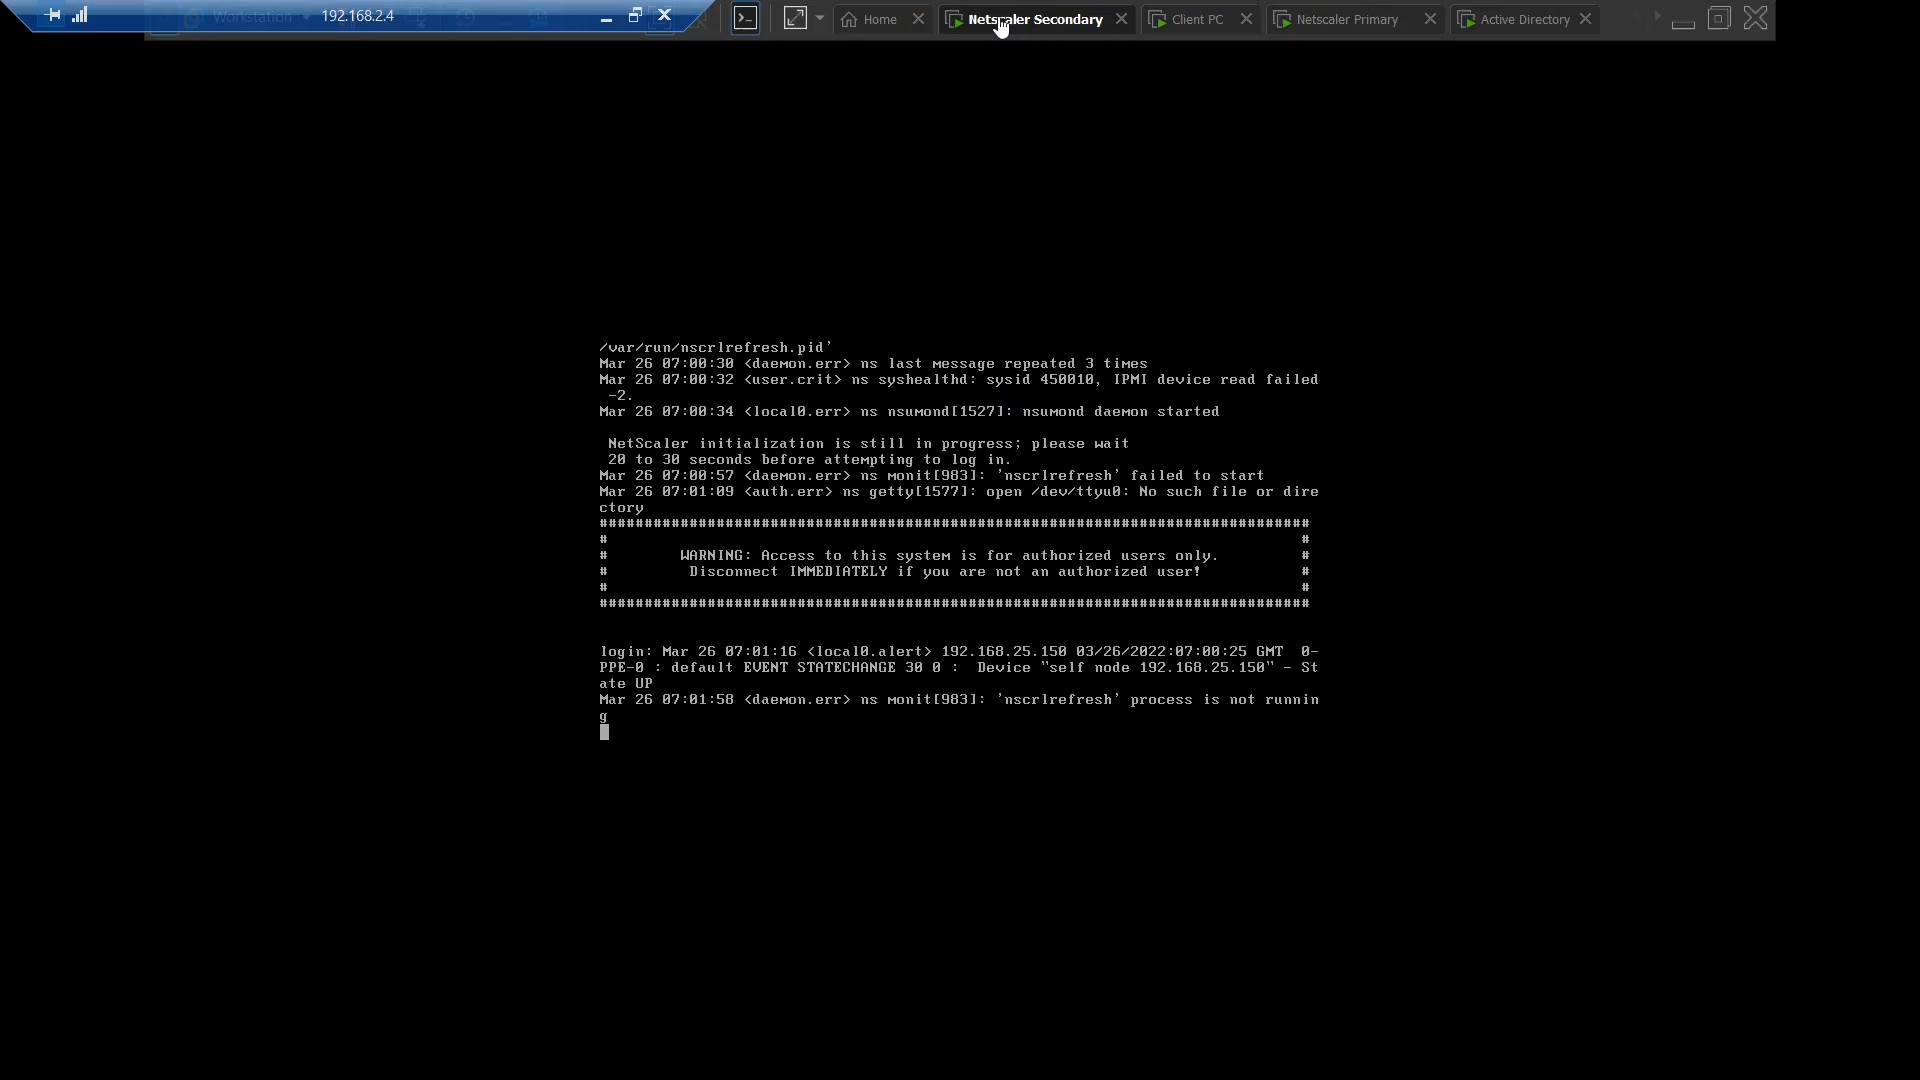 Workstation
192.168.2.4
Home
Netscaler Secondary
Client PC
Netscaler Primary
Active Directory
/var/run/nscrlrefresh.pid'
Mar 26 07:00:30 <daemon.err> ns last message repeated 3 times
Mar 26 07:00:32 <user.crit> ns syshealthd: sysid 450010, IPMI device read failed
-2.
Mar 26 07:00:34 <local0.err> ns nsumond[1527]: nsumond daemon started
NetScaler initialization is still in progress; please wait
20 to 30 seconds before attempting to log in.
Mar 26 07:00:57 <daemon.err> ns monit[983]: 'nscrlrefresh' failed to start
Mar 26 07:01:09 <auth.err> ns getty[1577]: open /dev/ttyu0: No such file or dire
ctory
###############################################################################
# #
# WARNING: Access to this system is for authorized users only. #
# Disconnect IMMEDIATELY if you are not an authorized user! #
# #
###############################################################################
login: Mar 26 07:01:16 <local0.alert> 192.168.25.150 03/26/2022:07:00:25 GMT 0-
PPE-0 : default EVENT STATECHANGE 30 0 : Device "self node 192.168.25.150" - St
ate UP
Mar 26 07:01:58 <daemon.err> ns monit[983]: 'nscrlrefresh' process is not runnin
g